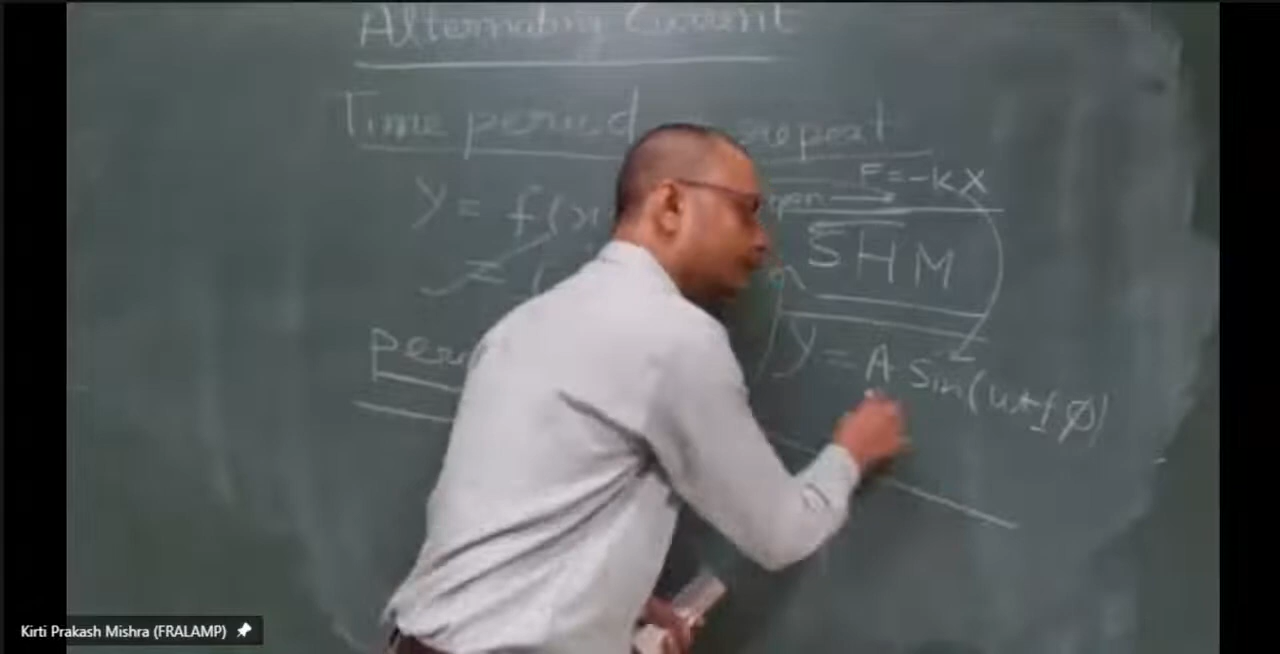 Alternating Current
Time period repeat
F=-kx
y = f(
SHM
=
y = A Sin(ωt+φ)
Kirti Prakash Mishra (FRALAMP)